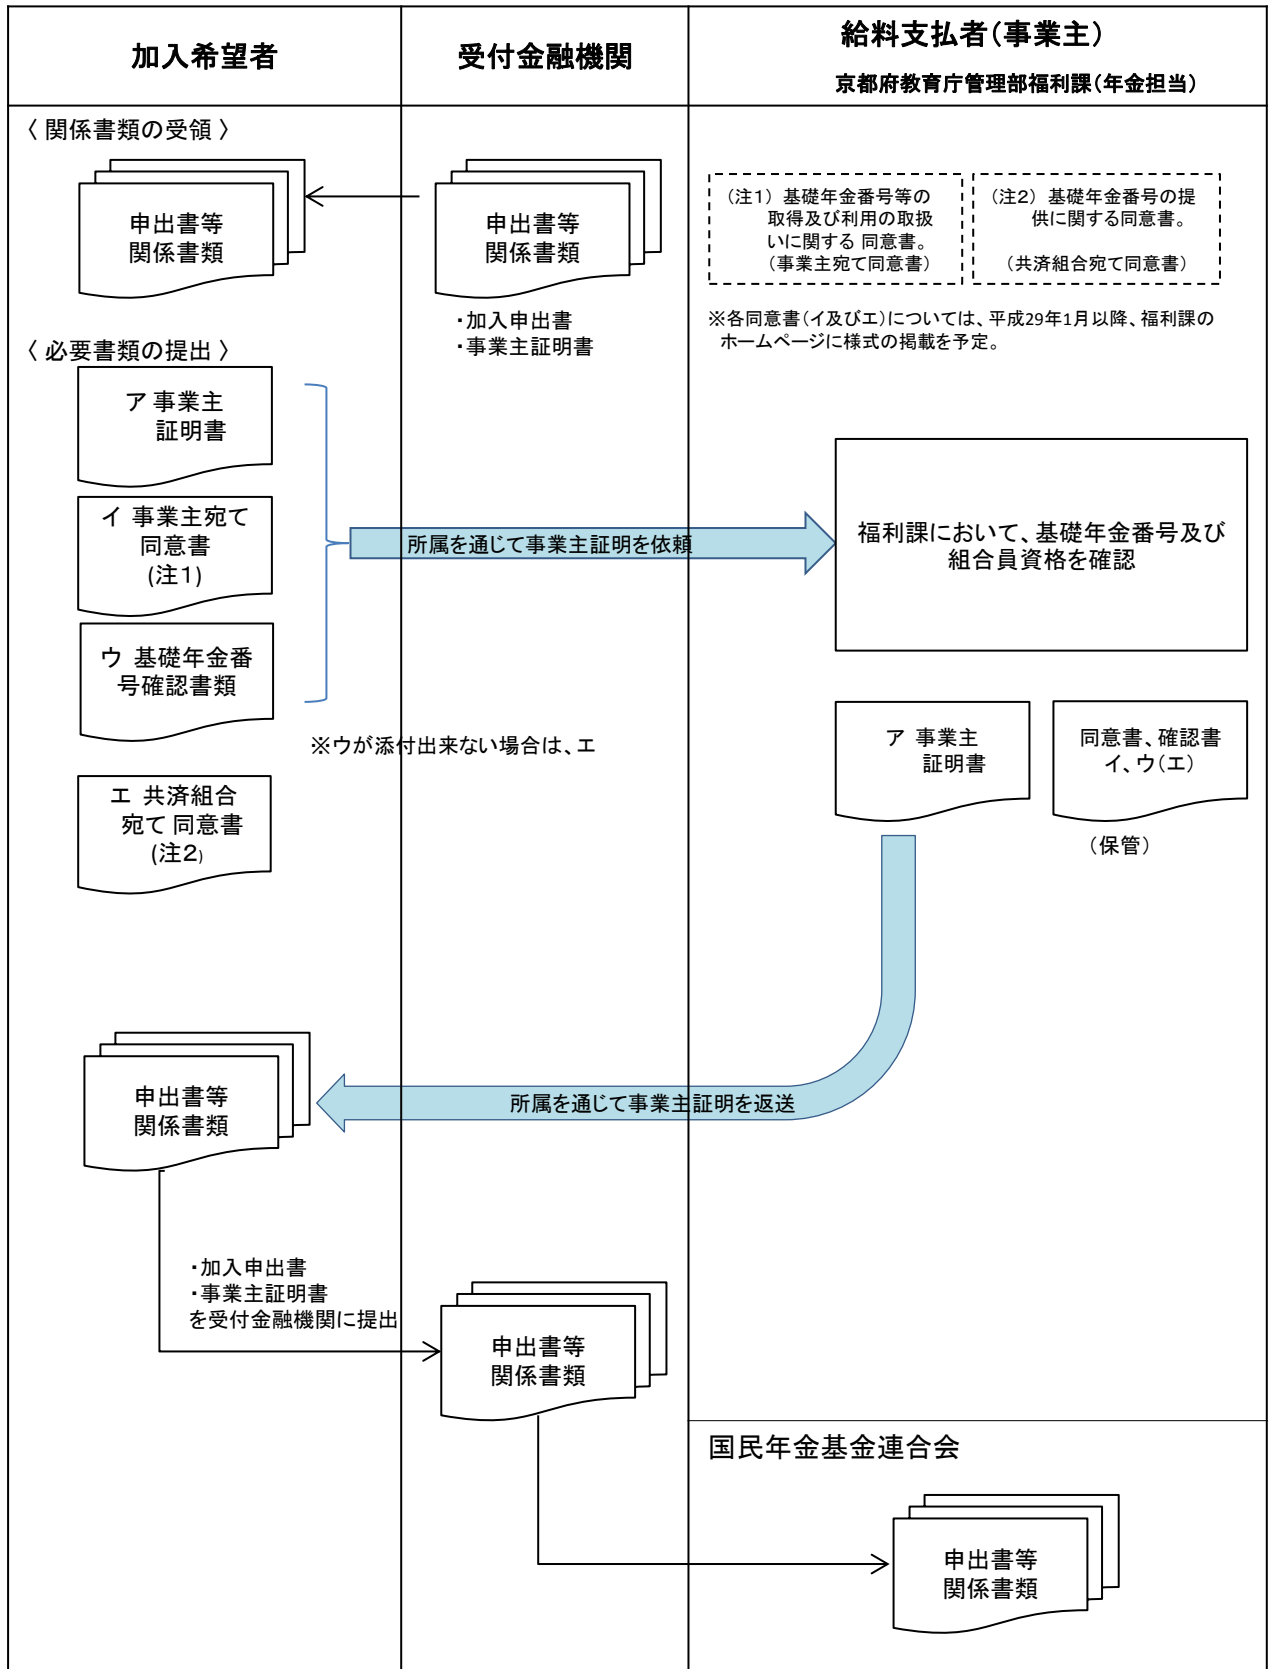 加入希望者
受付金融機関
給料支払者(事業主)
京都府教育庁管理部福利課(年金担当)
〈 関係書類の受領 〉
申出書等
関係書類
申出書等
関係書類
・加入申出書
・事業主証明書
(注1) 基礎年金番号等の
取得及び利用の取扱
いに関する 同意書。
(事業主宛て同意書)
(注2) 基礎年金番号の提
供に関する同意書。
(共済組合宛て同意書)
※各同意書(イ及びエ)については、平成29年1月以降、福利課の
ホームページに様式の掲載を予定。
〈 必要書類の提出 〉
ア 事業主
証明書
イ 事業主宛て
同意書
(注1)
ウ 基礎年金番
号確認書類
※ウが添付出来ない場合は、エ
エ 共済組合
宛て 同意書
(注2)
所属を通じて事業主証明を依頼
福利課において、基礎年金番号及び
組合員資格を確認
ア 事業主
証明書
同意書、確認書
イ、ウ(エ)
(保管)
所属を通じて事業主証明を返送
申出書等
関係書類
・加入申出書
・事業主証明書
を受付金融機関に提出
申出書等
関係書類
国民年金基金連合会
申出書等
関係書類